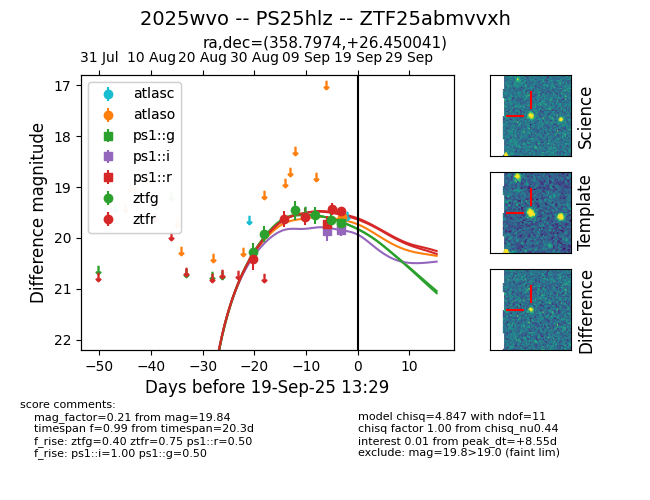 2025wvo -- PS25hlz -- ZTF25abmvvxh
ra,dec=(358.7974,+26.450041)
31 Jul 10 Aug 20 Aug 30 Aug 09 Sep 19 Sep 29 Sep
17
18
19
20
21
22
Difference magnitude
atlasc
atlaso
ps1::g
ps1::i
ps1::r
ztfg
ztfr
−50 −40 −30 −20 −10 0 10
Days before 19-Sep-25 13:29
Science
Template
Difference
score comments:
mag_factor=0.21 from mag=19.84
timespan f=0.99 from timespan=20.3d
f_rise: ztfg=0.40 ztfr=0.75 ps1::r=0.50
f_rise: ps1::i=1.00 ps1::g=0.50
model chisq=4.847 with ndof=11
chisq factor 1.00 from chisq_nu0.44
interest 0.01 from peak_dt=+8.55d
exclude: mag=19.8>19.0 (faint lim)